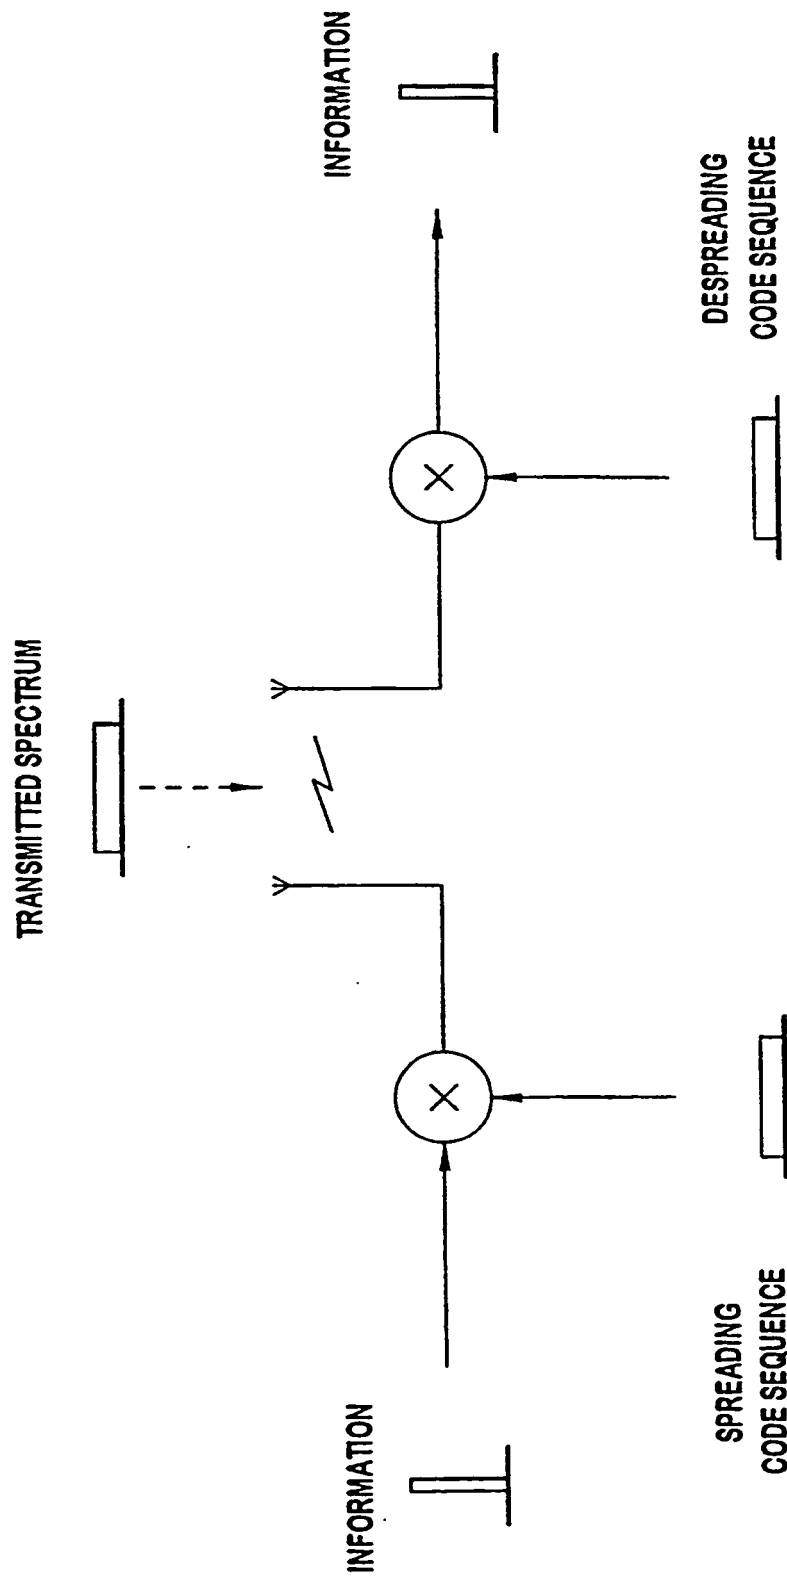 TRANSMITTED SPECTRUM
INFORMATION
INFORMATION
SPREADING
CODE SEQUENCE
DESPREADING
CODE SEQUENCE